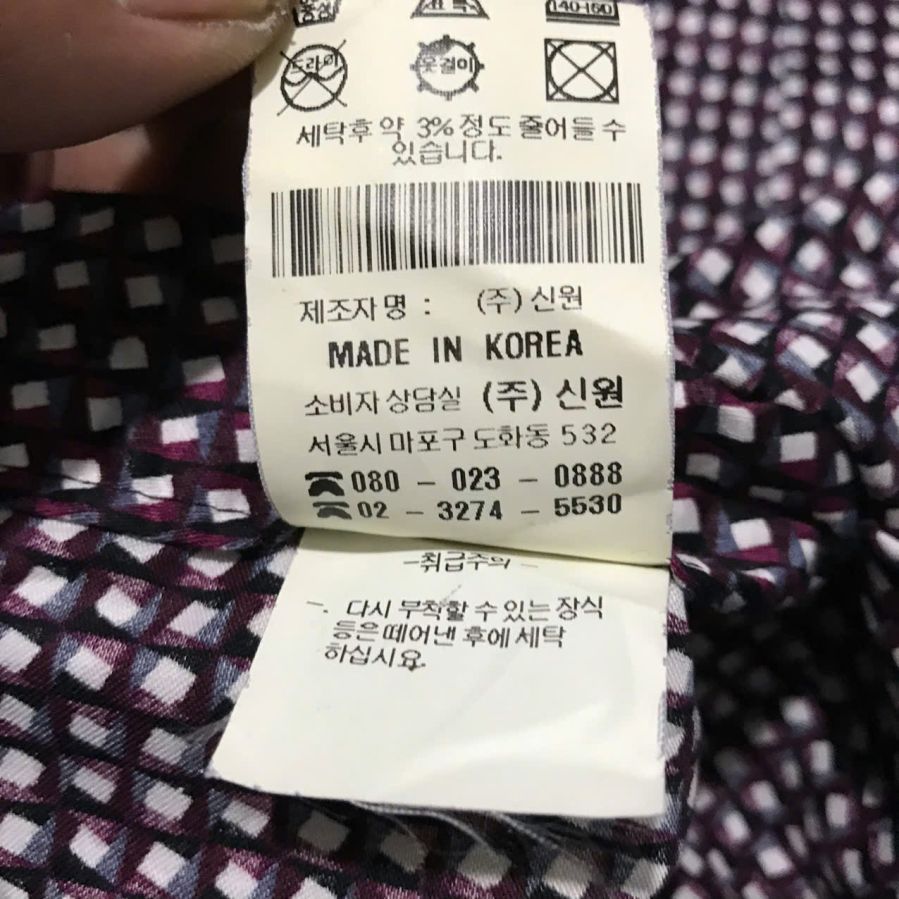 중성
표백
140-160
드라이
옷걸이
세탁후 약 3% 정도 줄어들 수
있습니다.
제조자명 : (주) 신원
MADE IN KOREA
소비자상담실 (주) 신원
서울시 마포구 도화동 532
☎ 080 - 023 - 0888
☎ 02 - 3274 - 5530
-취급주의-
. 다시 부착할 수 있는 장식
등은 떼어낸 후에 세탁
하십시요.